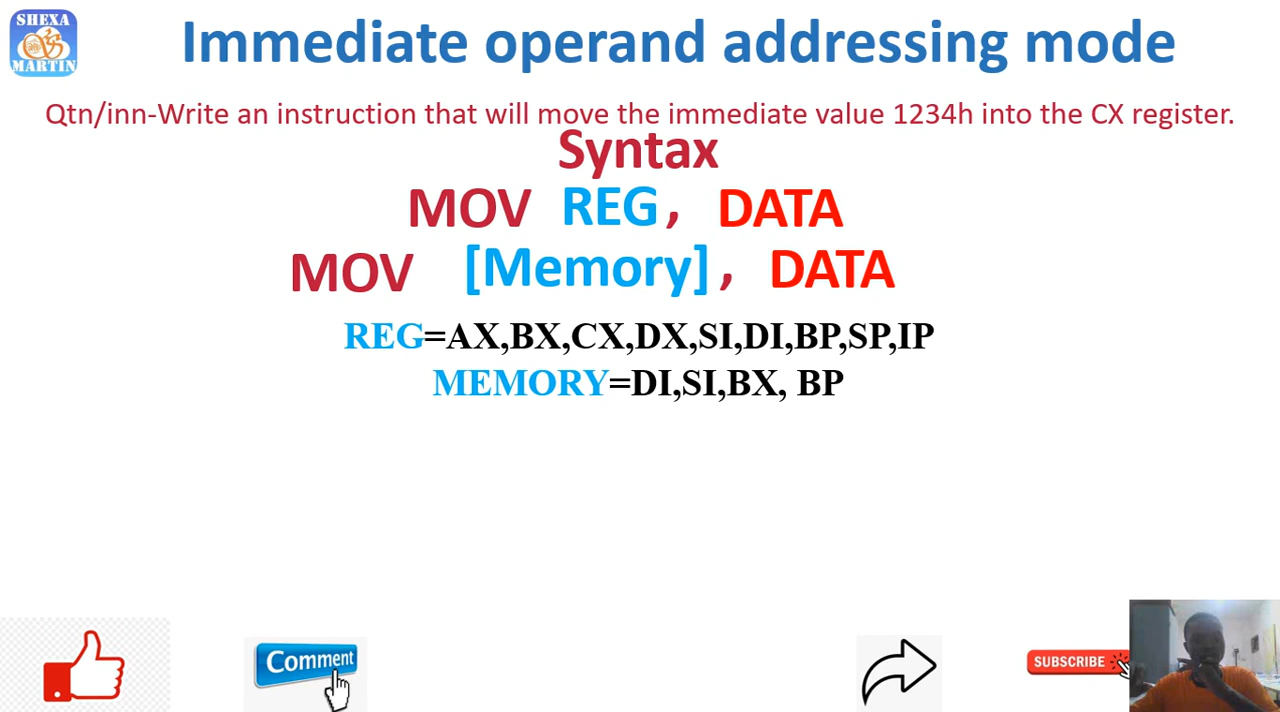 SHEXA
MARTIN
Immediate operand addressing mode
Qtn/inn-Write an instruction that will move the immediate value 1234h into the CX register.
Syntax
MOV REG, DATA
MOV [Memory], DATA
REG=AX,BX,CX,DX,SI,DI,BP,SP,IP
MEMORY=DI,SI,BX, BP
Comment
SUBSCRIBE